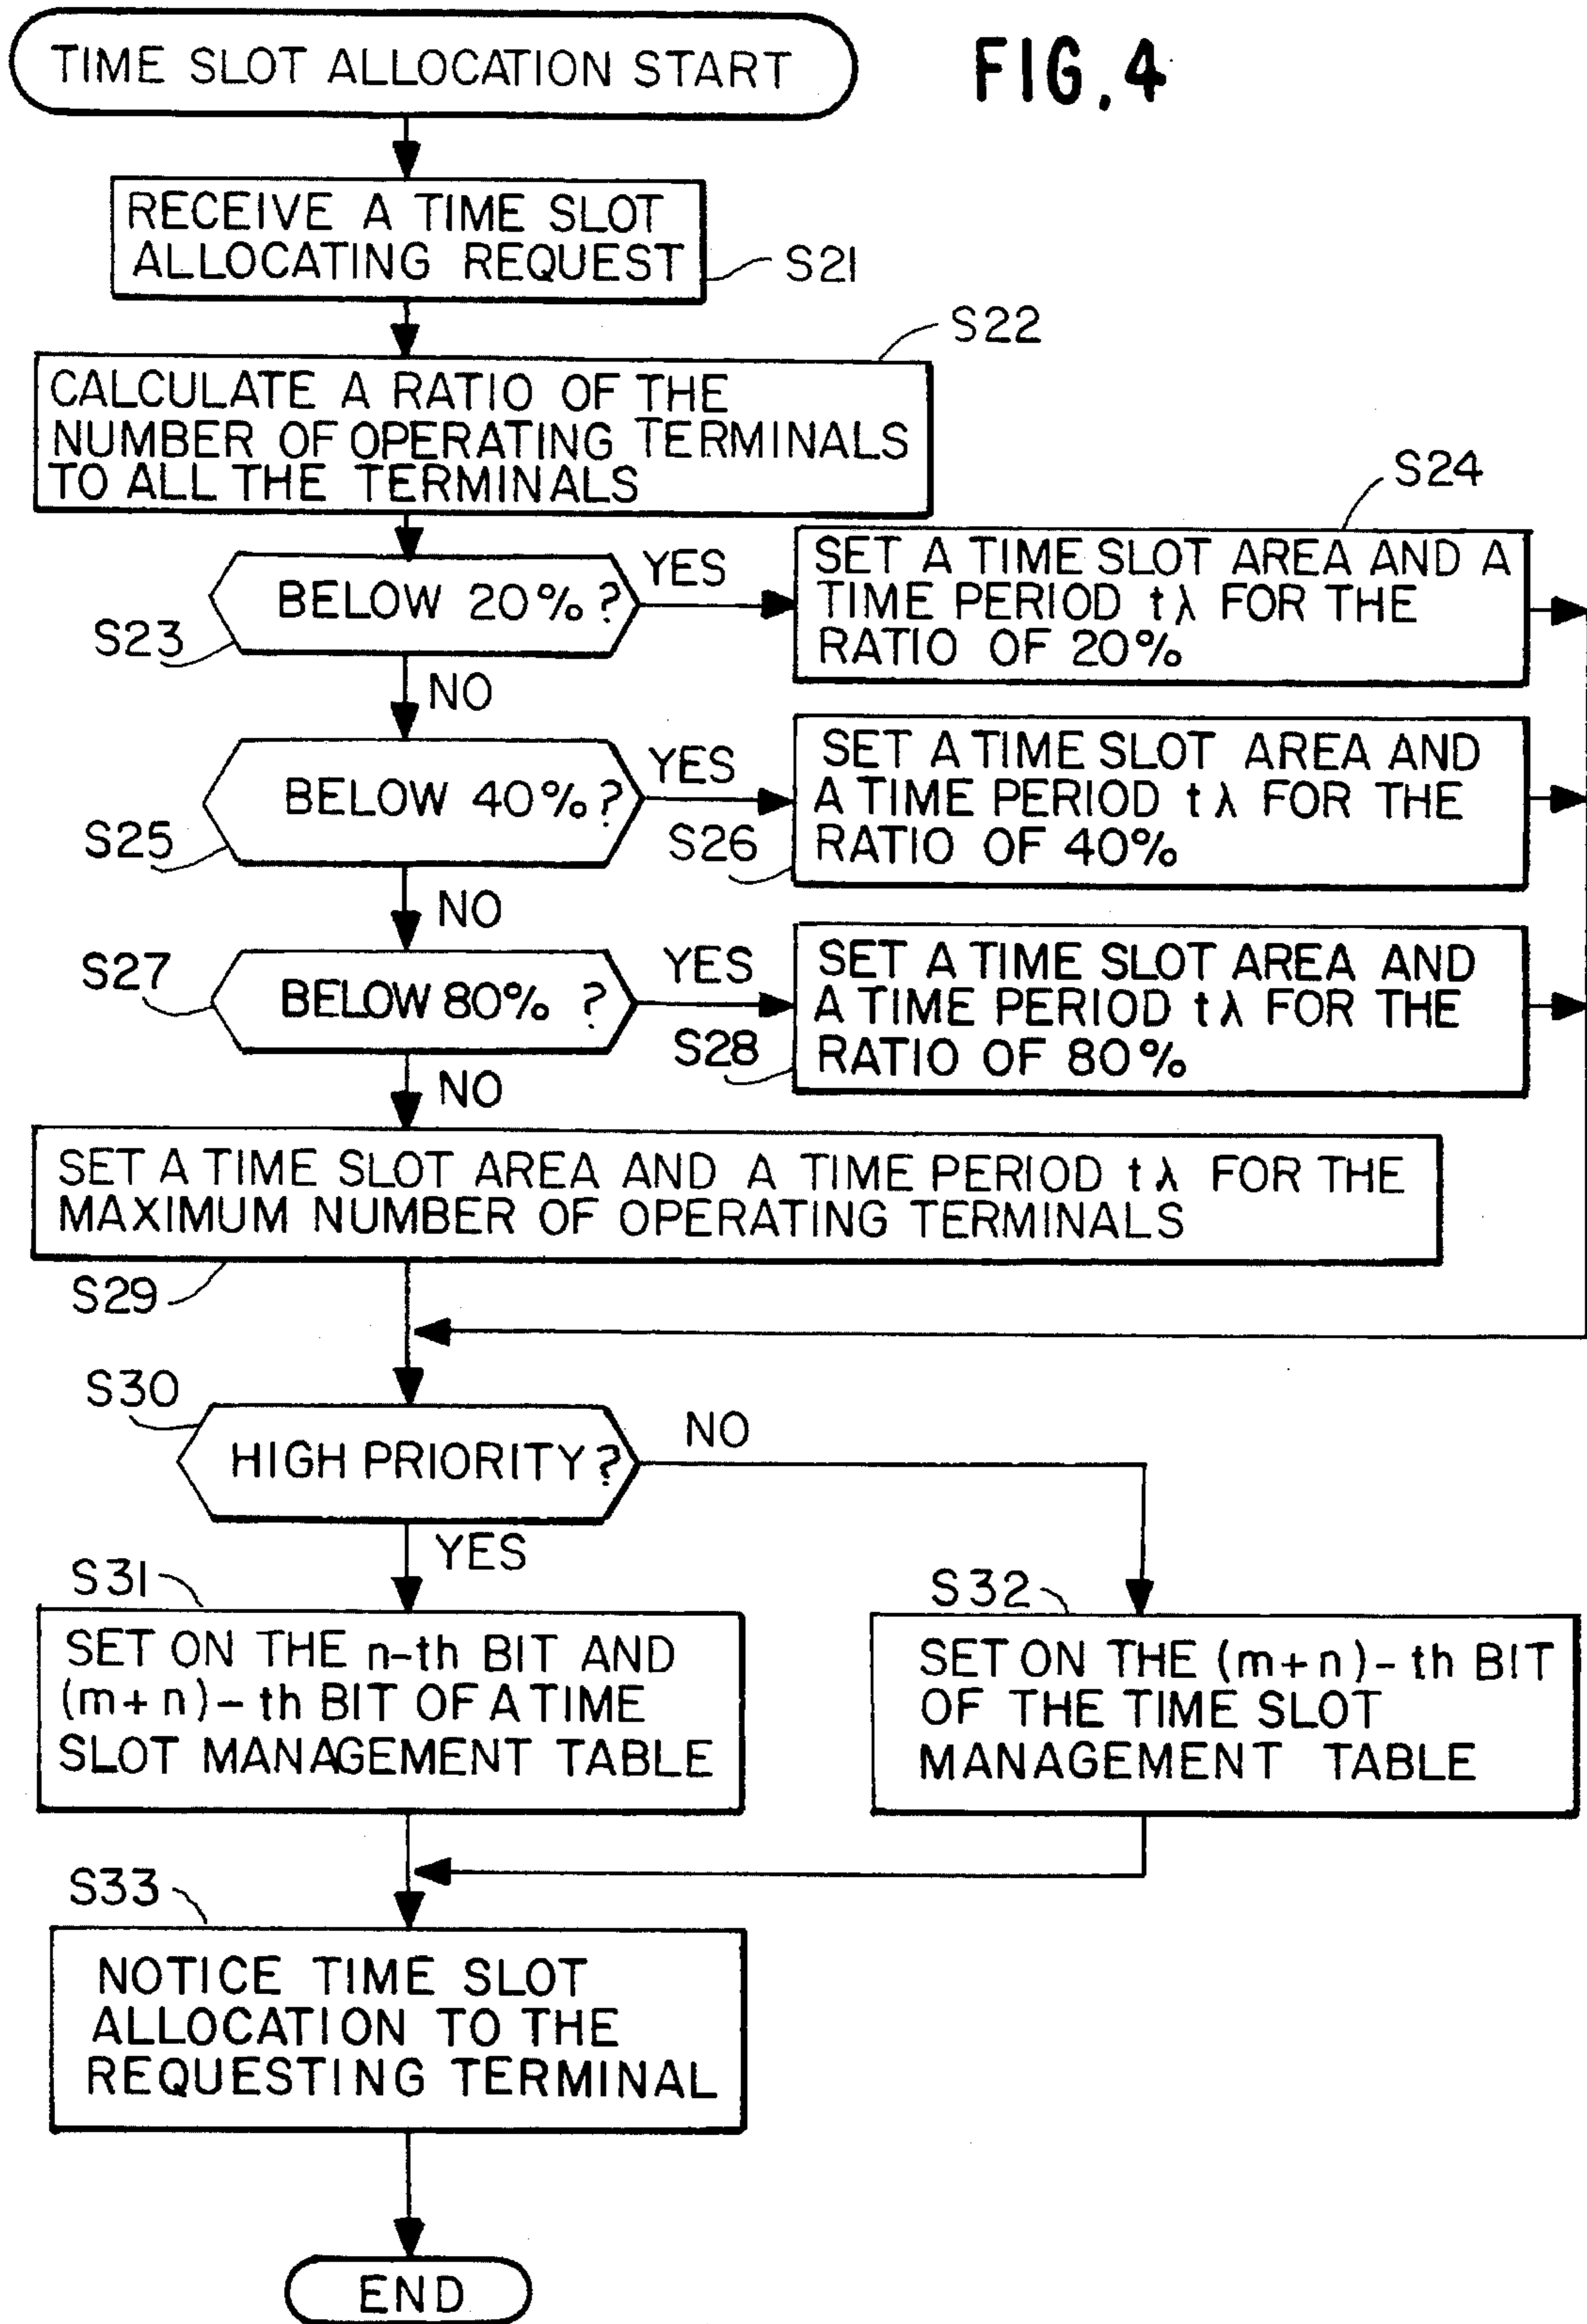 TIME SLOT ALLOCATION START
FIG.4
RECEIVE A TIME SLOT
ALLOCATING REQUEST
S21
S22
CALCULATE A RATIO OF THE
NUMBER OF OPERATING TERMINALS
TO ALL THE TERMINALS
S24
BELOW 20%?
YES
S23
SET A TIME SLOT AREA AND A
TIME PERIOD tλ FOR THE
RATIO OF 20%
NO
BELOW 40%?
YES
S25
S26
SET A TIME SLOT AREA AND
A TIME PERIOD tλ FOR THE
RATIO OF 40%
NO
S27
BELOW 80% ?
YES
S28
SET A TIME SLOT AREA AND
A TIME PERIOD tλ FOR THE
RATIO OF 80%
NO
SET A TIME SLOT AREA AND A TIME PERIOD tλ FOR THE
MAXIMUM NUMBER OF OPERATING TERMINALS
S29
S30
HIGH PRIORITY?
NO
YES
S31
SET ON THE n-th BIT AND
(m+n)-th BIT OF A TIME
SLOT MANAGEMENT TABLE
S32
SET ON THE (m+n)-th BIT
OF THE TIME SLOT
MANAGEMENT TABLE
S33
NOTICE TIME SLOT
ALLOCATION TO THE
REQUESTING TERMINAL
END